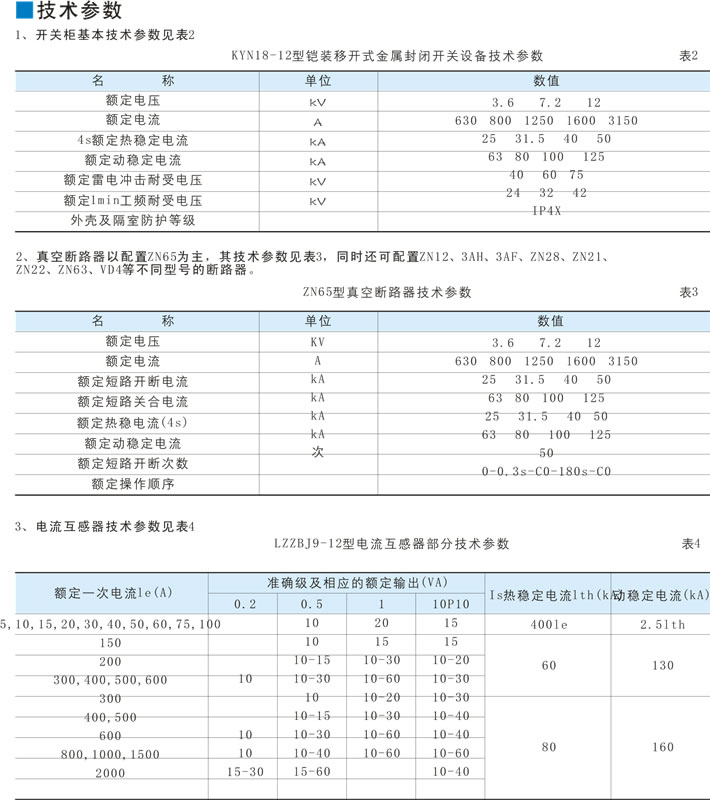 技术参数
1、开关柜基本技术参数见表2
KYN18-12型铠装移开式金属封闭开关设备技术参数 表2
名 称 单位 数值
额定电压 kV 3.6 7.2 12
额定电流 A 630 800 1250 1600 3150
4s额定热稳定电流 kA 25 31.5 40 50
额定动稳定电流 kA 63 80 100 125
额定雷电冲击耐受电压 kV 40 60 75
额定1min工频耐受电压 kV 24 32 42
外壳及隔室防护等级 IP4X
2、真空断路器以配置ZN65为主，其技术参数见表3，同时还可配置ZN12、3AH、3AF、ZN28、ZN21、
ZN22、ZN63、VD4等不同型号的断路器。
ZN65型真空断路器技术参数 表3
名 称 单位 数值
额定电压 KV 3.6 7.2 12
额定电流 A 630 800 1250 1600 3150
额定短路开断电流 kA 25 31.5 40 50
额定短路关合电流 kA 63 80 100 125
额定热稳电流(4s) kA 25 31.5 40 50
额定动稳定电流 kA 63 80 100 125
额定短路开断次数 次 50
额定操作顺序 0-0.3s-C0-180s-C0
3、电流互感器技术参数见表4
LZZBJ9-12型电流互感器部分技术参数 表4
额定一次电流le(A) 准确级及相应的额定输出(VA) Is热稳定电流lth(kA) 动稳定电流(kA)
0.2 0.5 1 10P10
5,10,15,20,30,40,50,60,75,100 10 20 15 400le 2.5lth
150 10 15 15
200 10-15 10-30 10-20 60 130
300,400,500,600 10 10-30 10-60 10-30
300 10 10-20 10-30
400,500 10-15 10-30 10-40
600 10 10-30 10-60 10-40 80 160
800,1000,1500 10 10-40 10-60 10-60
2000 15-30 15-60 10-40